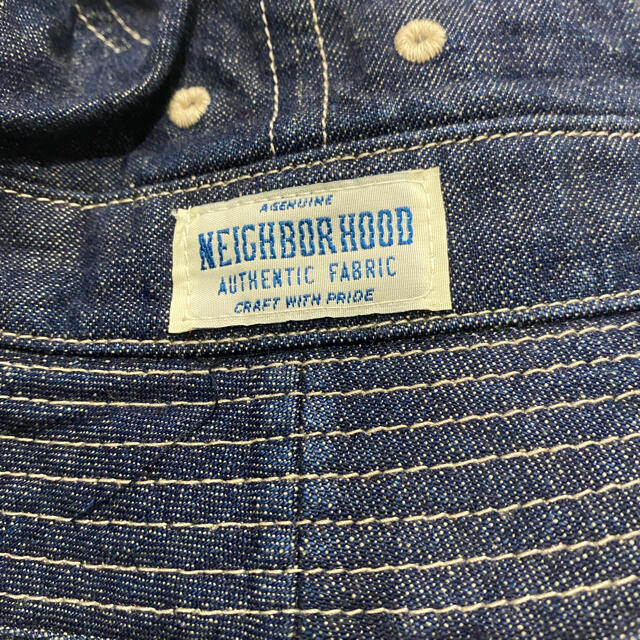 A GENUINE
NEIGHBORHOOD
AUTHENTIC FABRIC
CRAFT WITH PRIDE